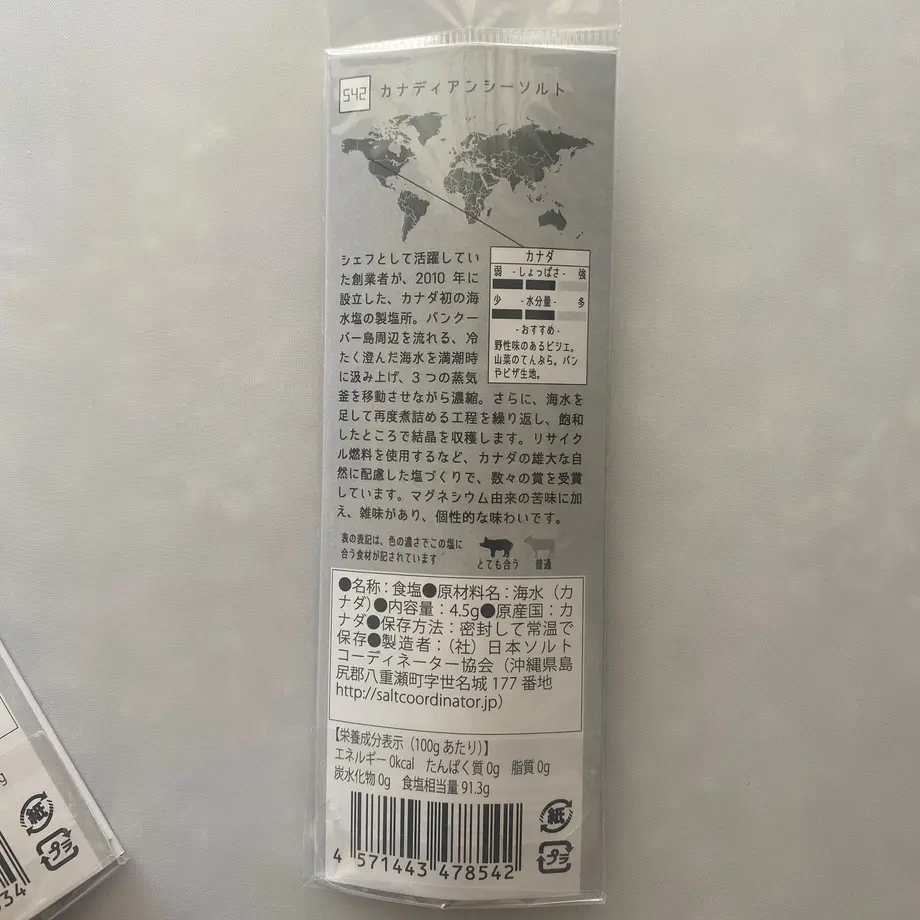 542 カナディアンシーソルト
カナダ
弱 -しょっぱさ- 強
少 -水分量- 多
-おすすめ-
野性味のあるビジエ。
山菜のてんぷら。パン
やピザ生地。
シェフとして活躍してい
た創業者が、2010 年に
設立した、カナダ初の海
水塩の製塩所。バンクー
バー島周辺を流れる、冷
たく澄んだ海水を満潮時
に汲み上げ、3 つの蒸気
釜を移動させながら濃縮。さらに、海水を
足して再度煮詰める工程を繰り返し、飽和
したところで結晶を収穫します。リサイク
ル燃料を使用するなど、カナダの雄大な自
然に配慮した塩づくりで、数々の賞を受賞
しています。マグネシウム由来の苦味に加
え、雑味があり、個性的な味わいです。
表の表記は、色の濃さでこの塩に
合う食材が記されています
とても合う 普通
●名称：食塩●原材料名：海水（カ
ナダ）●内容量：4.5g●原産国：カ
ナダ●保存方法：密封して常温で
保存●製造者：（社）日本ソルト
コーディネーター協会（沖縄県島
尻郡八重瀬町字世名城 177 番地
http://saltcoordinator.jp）
【栄養成分表示（100g あたり）】
エネルギー 0kcal たんぱく質 0g 脂質 0g
炭水化物 0g 食塩相当量 91.3g
紙
プラ
4 571443 478542
g
紙
プラ
34